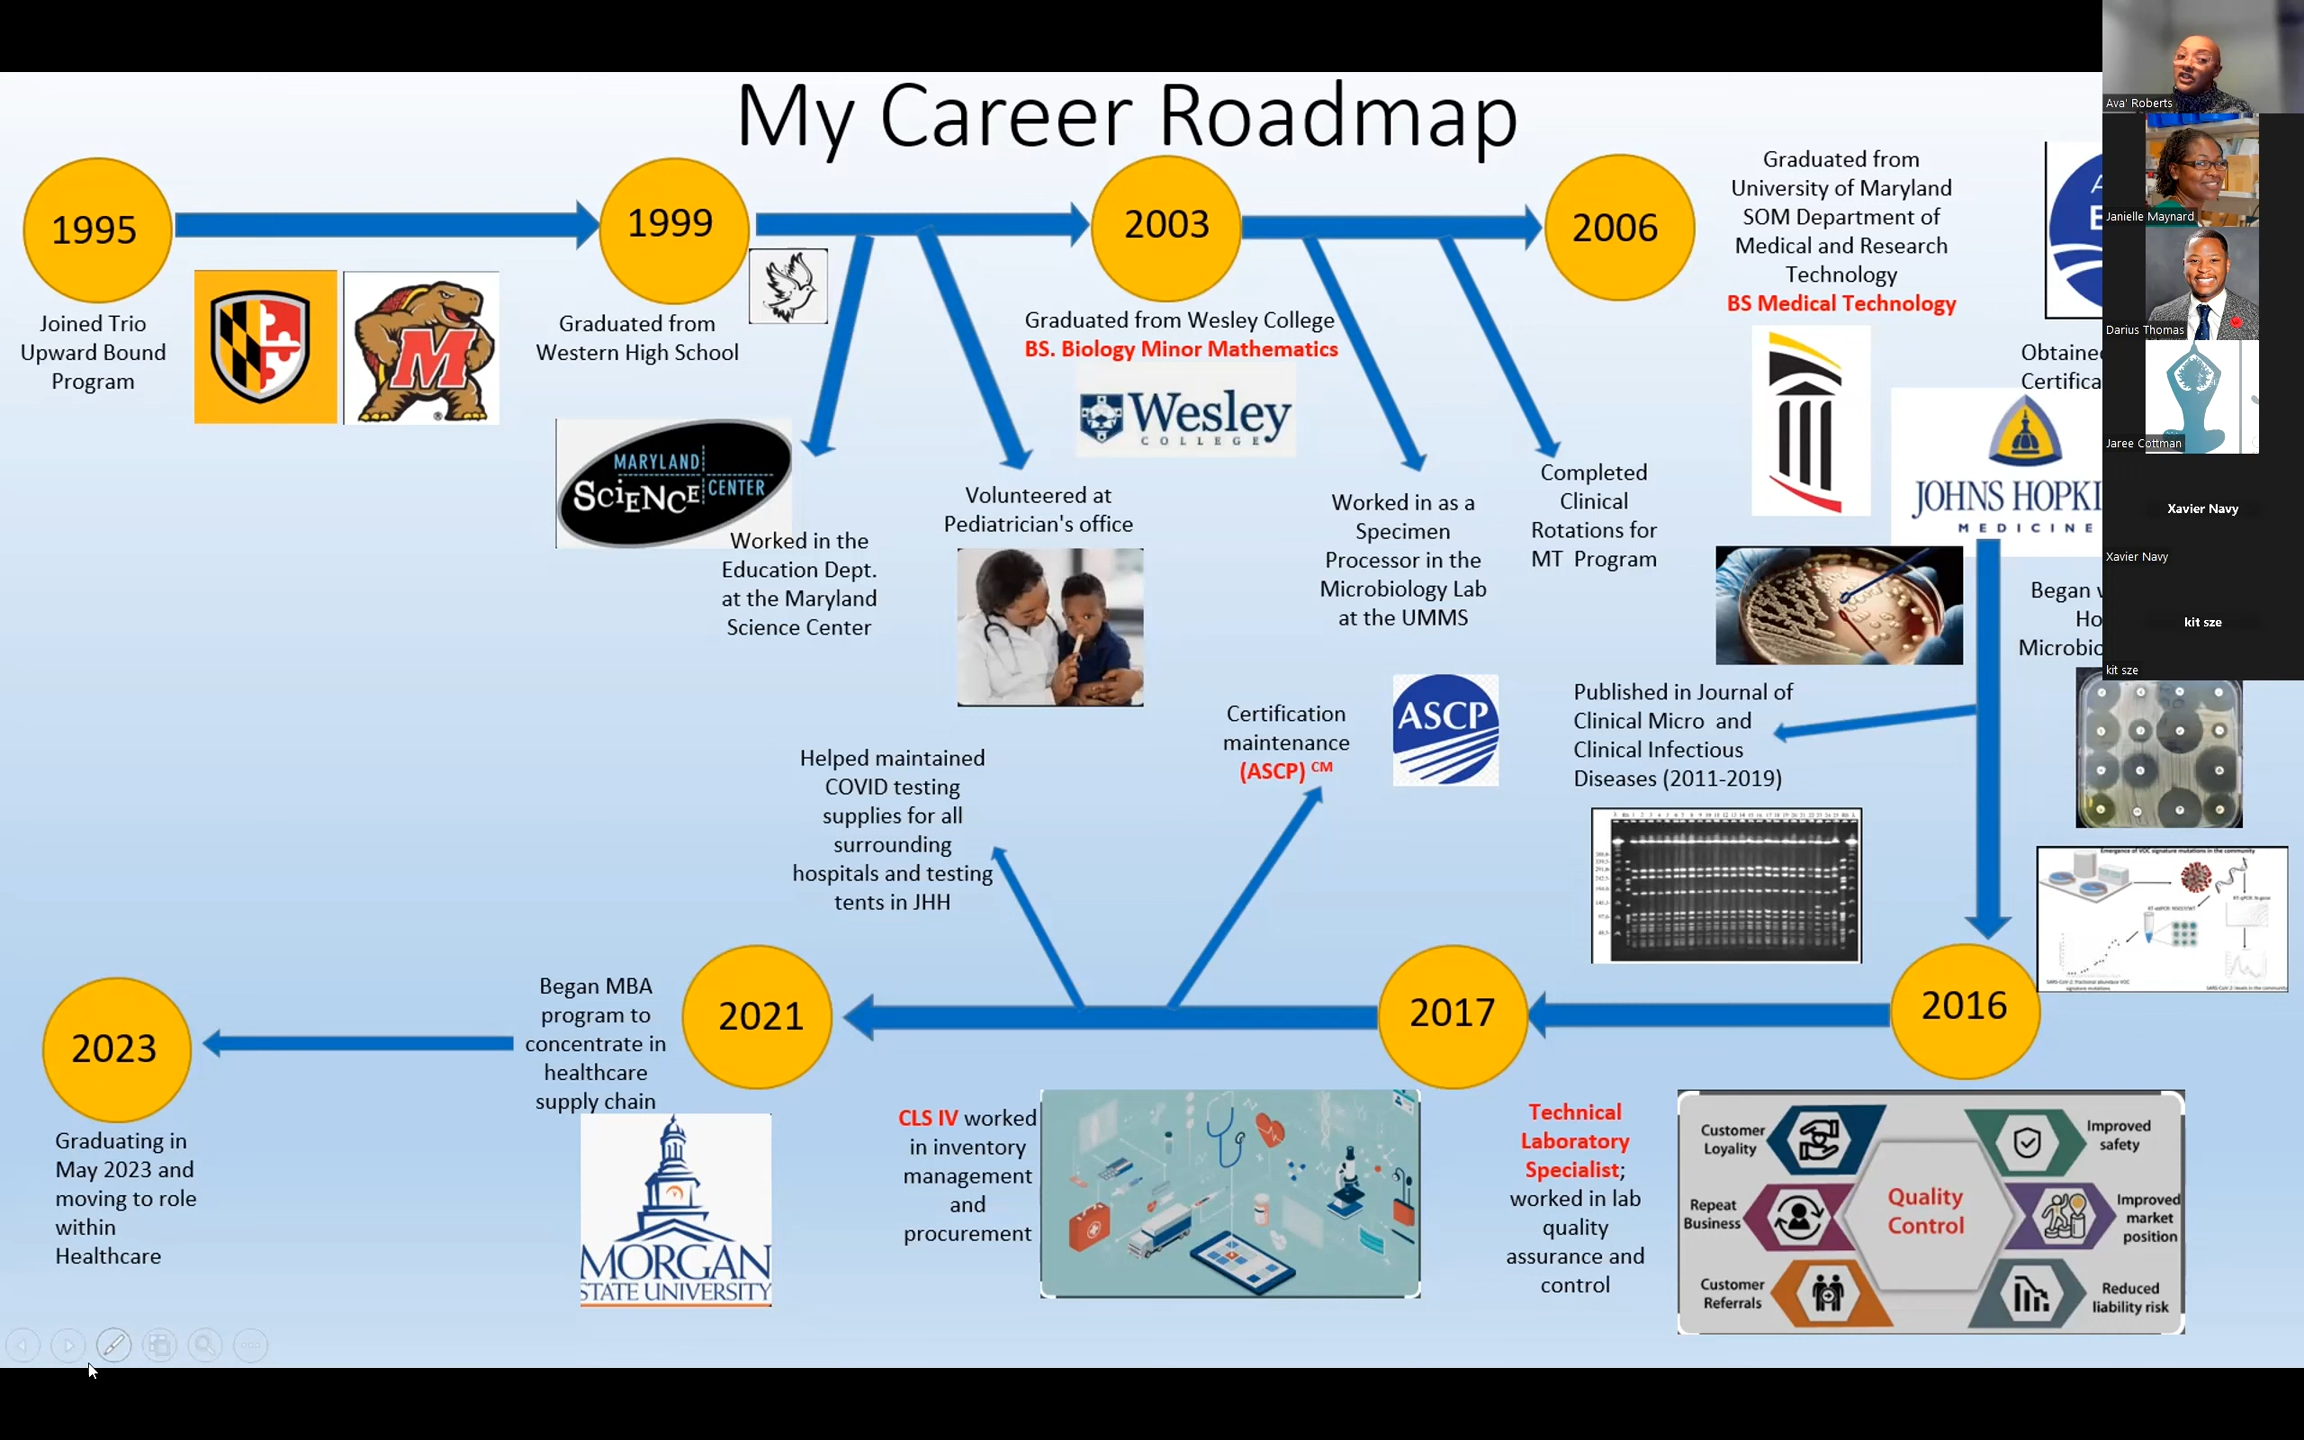 My Career Roadmap
1995
Joined Trio
Upward Bound
Program
M
1999
Graduated from
Western High School
MARYLAND
SCIENCE CENTER
Worked in the
Education Dept.
at the Maryland
Science Center
Volunteered at
Pediatrician's office
2003
Graduated from Wesley College
BS. Biology Minor Mathematics
Wesley
COLLEGE
Worked in as a
Specimen
Processor in the
Microbiology Lab
at the UMMS
Completed
Clinical
Rotations for
MT Program
2006
Graduated from
University of Maryland
SOM Department of
Medical and Research
Technology
BS Medical Technology
JOHNS
MEDICINE
Published in Journal of
Clinical Micro and
Clinical Infectious
Diseases (2011-2019)
Emergence of VOC signature mutations in the community
2016
Technical
Laboratory
Specialist;
worked in lab
quality
assurance and
control
Quality
Control
Customer
Loyalty
Repeat
Business
Customer
Referrals
Improved
safety
Improved
market
position
Reduced
liability risk
2017
CLS IV worked
in inventory
management
and
procurement
Certification
maintenance
(ASCP) CM
ASCP
Helped maintained
COVID testing
supplies for all
surrounding
hospitals and testing
tents in JHH
2021
Began MBA
program to
concentrate in
healthcare
supply chain
MORGAN
STATE UNIVERSITY
2023
Graduating in
May 2023 and
moving to role
within
Healthcare
Ava' Roberts
Janielle Maynard
Darius Thomas
Jaree Cottman
Xavier Navy
Xavier Navy
kit sze
kit sze